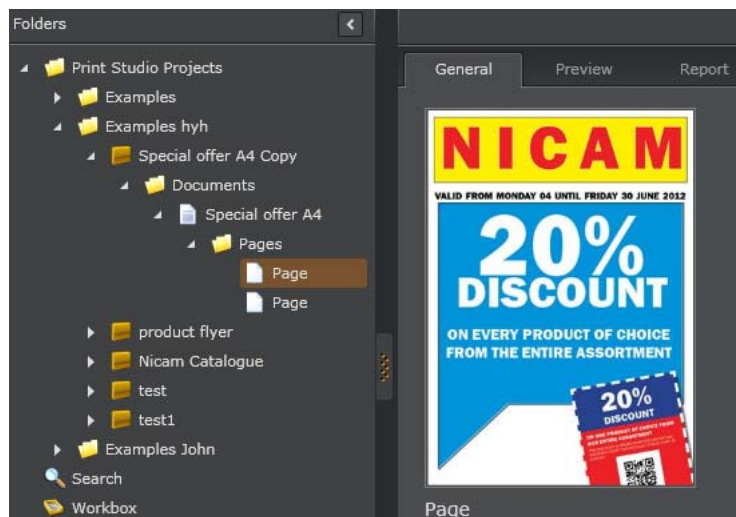 Folders
Print Studio Projects
Examples
Examples hyh
Special offer A4 Copy
Documents
Special offer A4
Pages
Page
Page
product flyer
Nicam Catalogue
test
test1
Examples John
Search
Workbox
General Preview Report
NICAM
VALID FROM MONDAY 04 UNTIL FRIDAY 30 JUNE 2012
20%
DISCOUNT
ON EVERY PRODUCT OF CHOICE
FROM THE ENTIRE ASSORTMENT
20%
DISCOUNT
Page